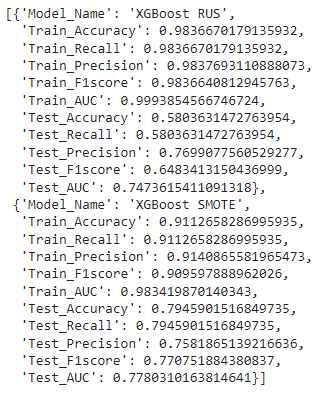 [{'Model_Name': 'XGBoost RUS',
'Train_Accuracy': 0.9836670179135932,
'Train_Recall': 0.9836670179135932,
'Train_Precision': 0.9837693110888073,
'Train_F1score': 0.9836640812945763,
'Train_AUC': 0.9993854566746724,
'Test_Accuracy': 0.5803631472763954,
'Test_Recall': 0.5803631472763954,
'Test_Precision': 0.7699077560529277,
'Test_F1score': 0.6483413150436999,
'Test_AUC': 0.7473615411091318},
{'Model_Name': 'XGBoost SMOTE',
'Train_Accuracy': 0.9112658286995935,
'Train_Recall': 0.9112658286995935,
'Train_Precision': 0.9140865581965473,
'Train_F1score': 0.909597888962026,
'Train_AUC': 0.983419870140343,
'Test_Accuracy': 0.7945901516849735,
'Test_Recall': 0.7945901516849735,
'Test_Precision': 0.7581865139216636,
'Test_F1score': 0.770751884380837,
'Test_AUC': 0.7780310163814641}]